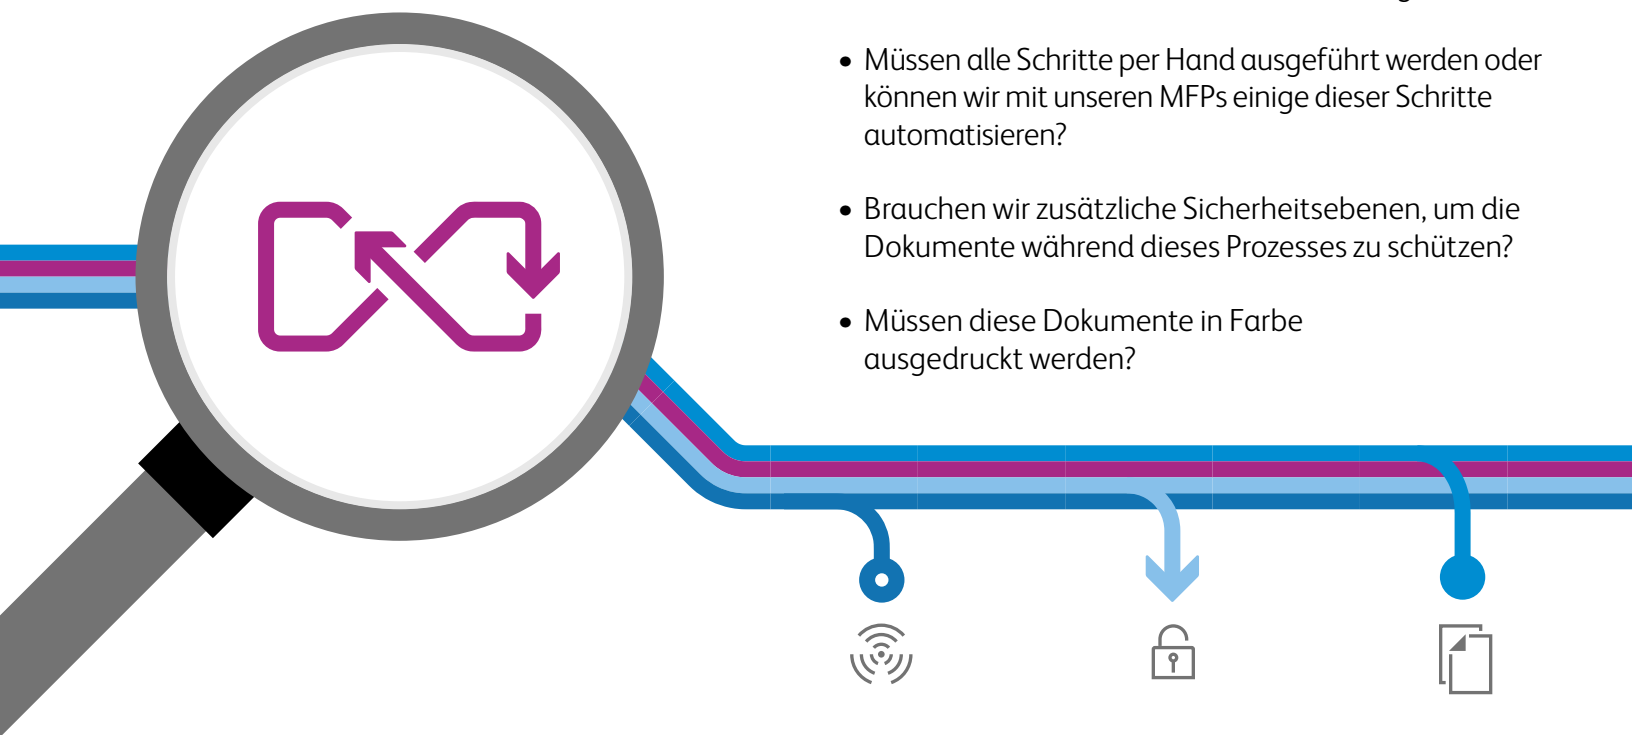 • Müssen alle Schritte per Hand ausgeführt werden oder
können wir mit unseren MFPs einige dieser Schritte
automatisieren?
• Brauchen wir zusätzliche Sicherheitsebenen, um die
Dokumente während dieses Prozesses zu schützen?
• Müssen diese Dokumente in Farbe
ausgedruckt werden?